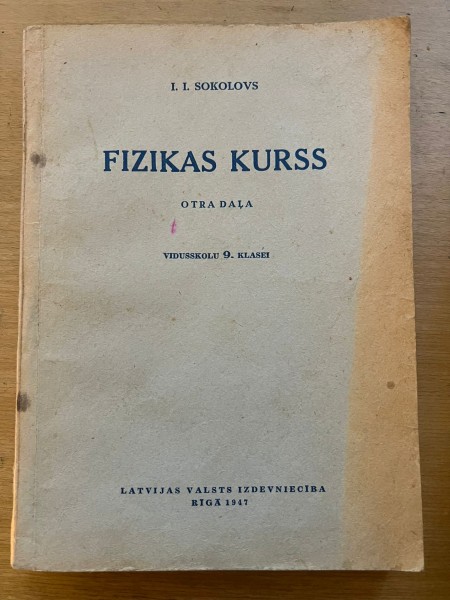 I. I. SOKOLOVS
FIZIKAS KURSS
OTRA DAĻA
VIDUSSKOLU 9. KLASEI
LATVIJAS VALSTS IZDEVNIECĪBA
RĪGĀ 1947